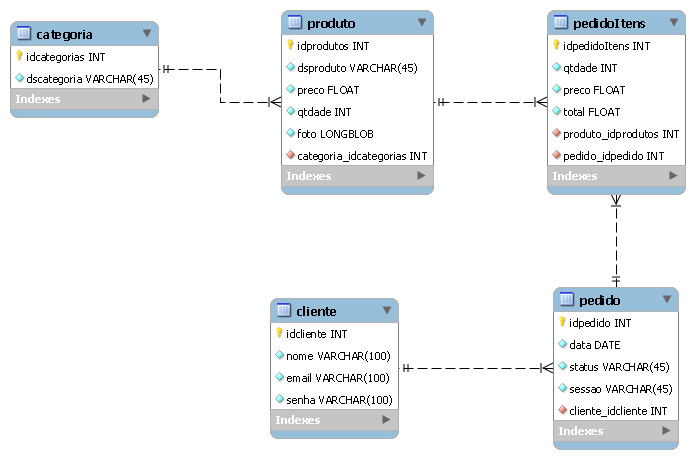 categoria
idcategorias INT
dscategoria VARCHAR(45)
Indexes
produto
idprodutos INT
dsproduto VARCHAR(45)
preco FLOAT
qtdade INT
foto LONGBLOB
categoria_idcategorias INT
Indexes
pedidoItens
idpedidoItens INT
qtdade INT
preco FLOAT
total FLOAT
produto_idprodutos INT
pedido_idpedido INT
Indexes
cliente
idcliente INT
nome VARCHAR(100)
email VARCHAR(100)
senha VARCHAR(100)
Indexes
pedido
idpedido INT
data DATE
status VARCHAR(45)
sessao VARCHAR(45)
cliente_idcliente INT
Indexes